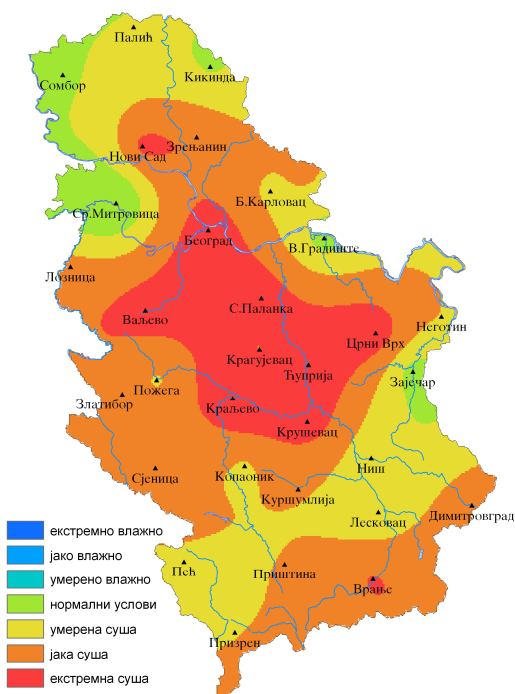 Палић
Кикинда
Сомбор
Зрењанин
Нови Сад
Б.Карловац
Ср.Митровица
Београд
В.Градиште
Лозница
С.Паланка
Ваљево
Неготин
Црни Врх
Крагујевац
Ћуприја
Зајечар
Пожега
Златибор
Краљево
Крушевац
Ниш
Сјеница
Копаоник
Куршумлија
Димитровград
Лесковац
Пећ
Приштина
Врање
Призрен
екстремно влажно
јако влажно
умерено влажно
нормални услови
умерена суша
јака суша
екстремна суша